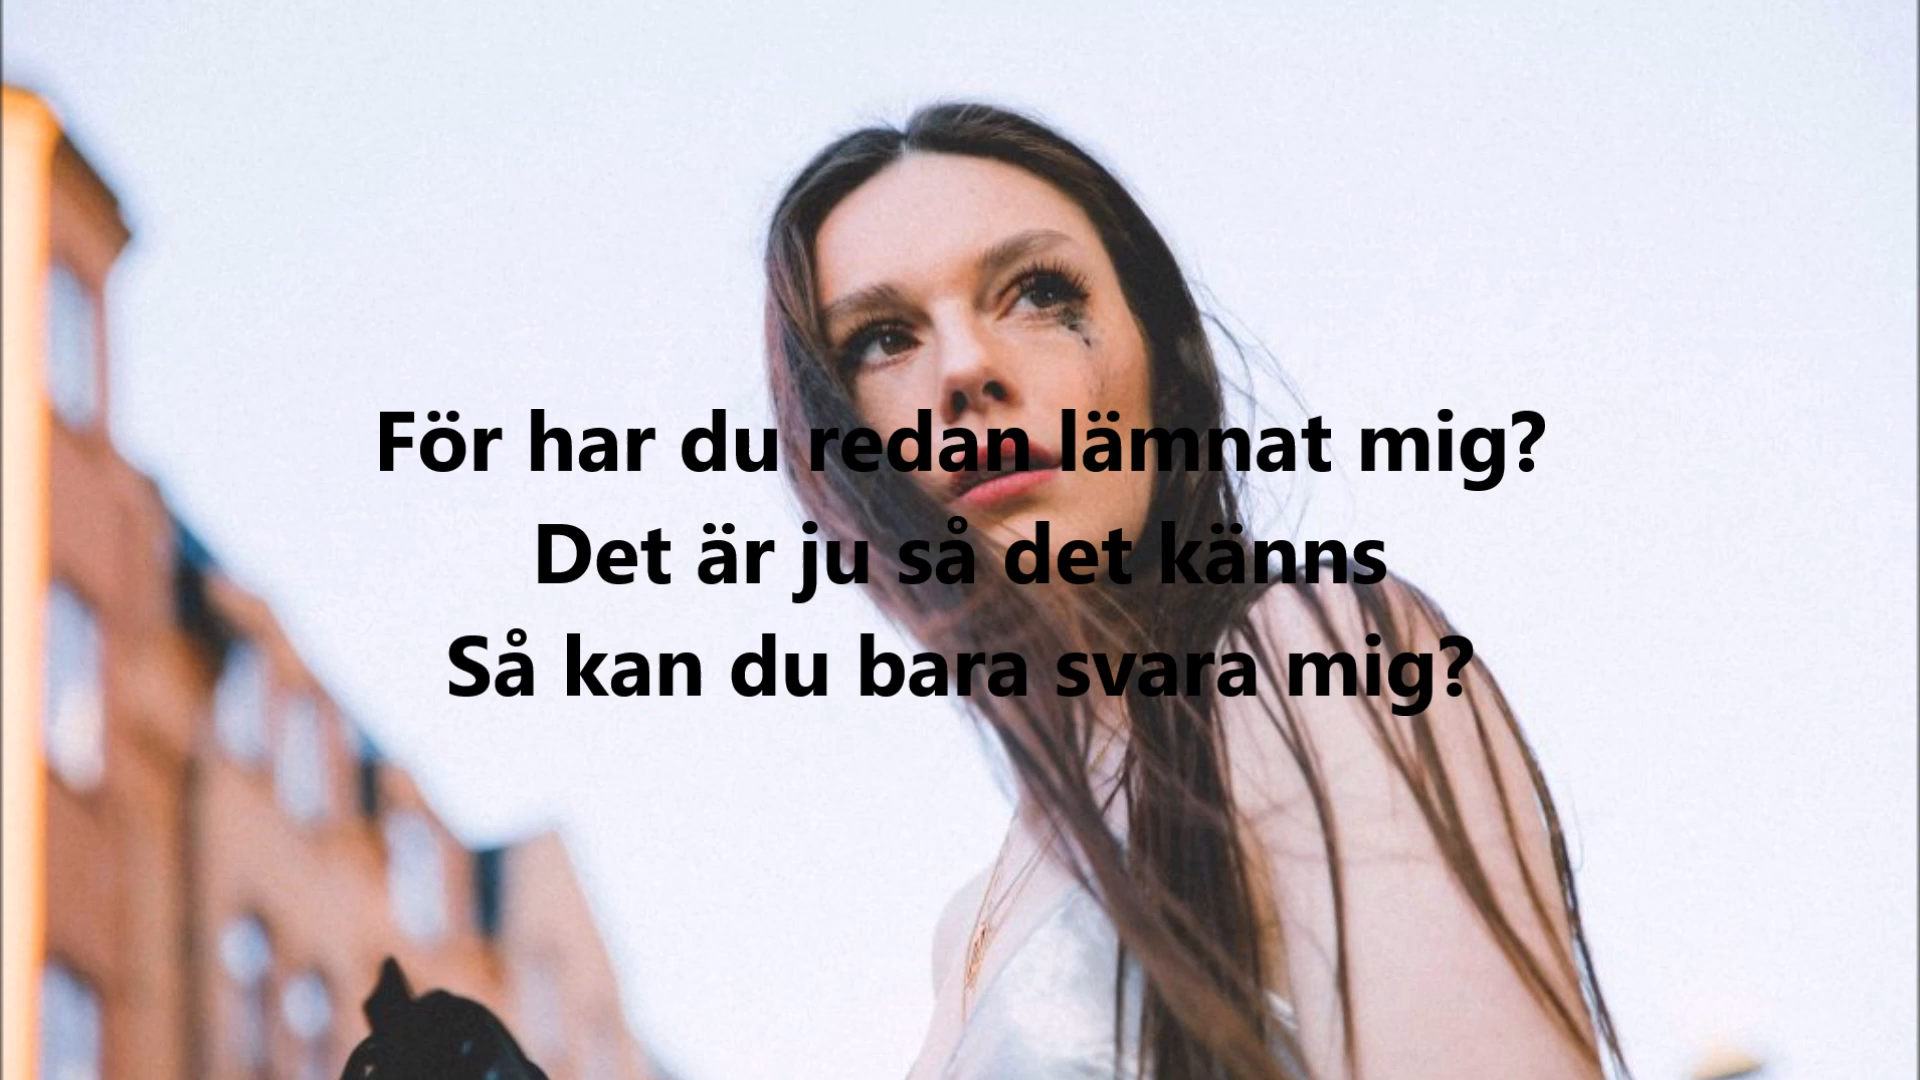 För har du redan lämnat mig?
Det är ju så det känns
Så kan du bara svara mig?